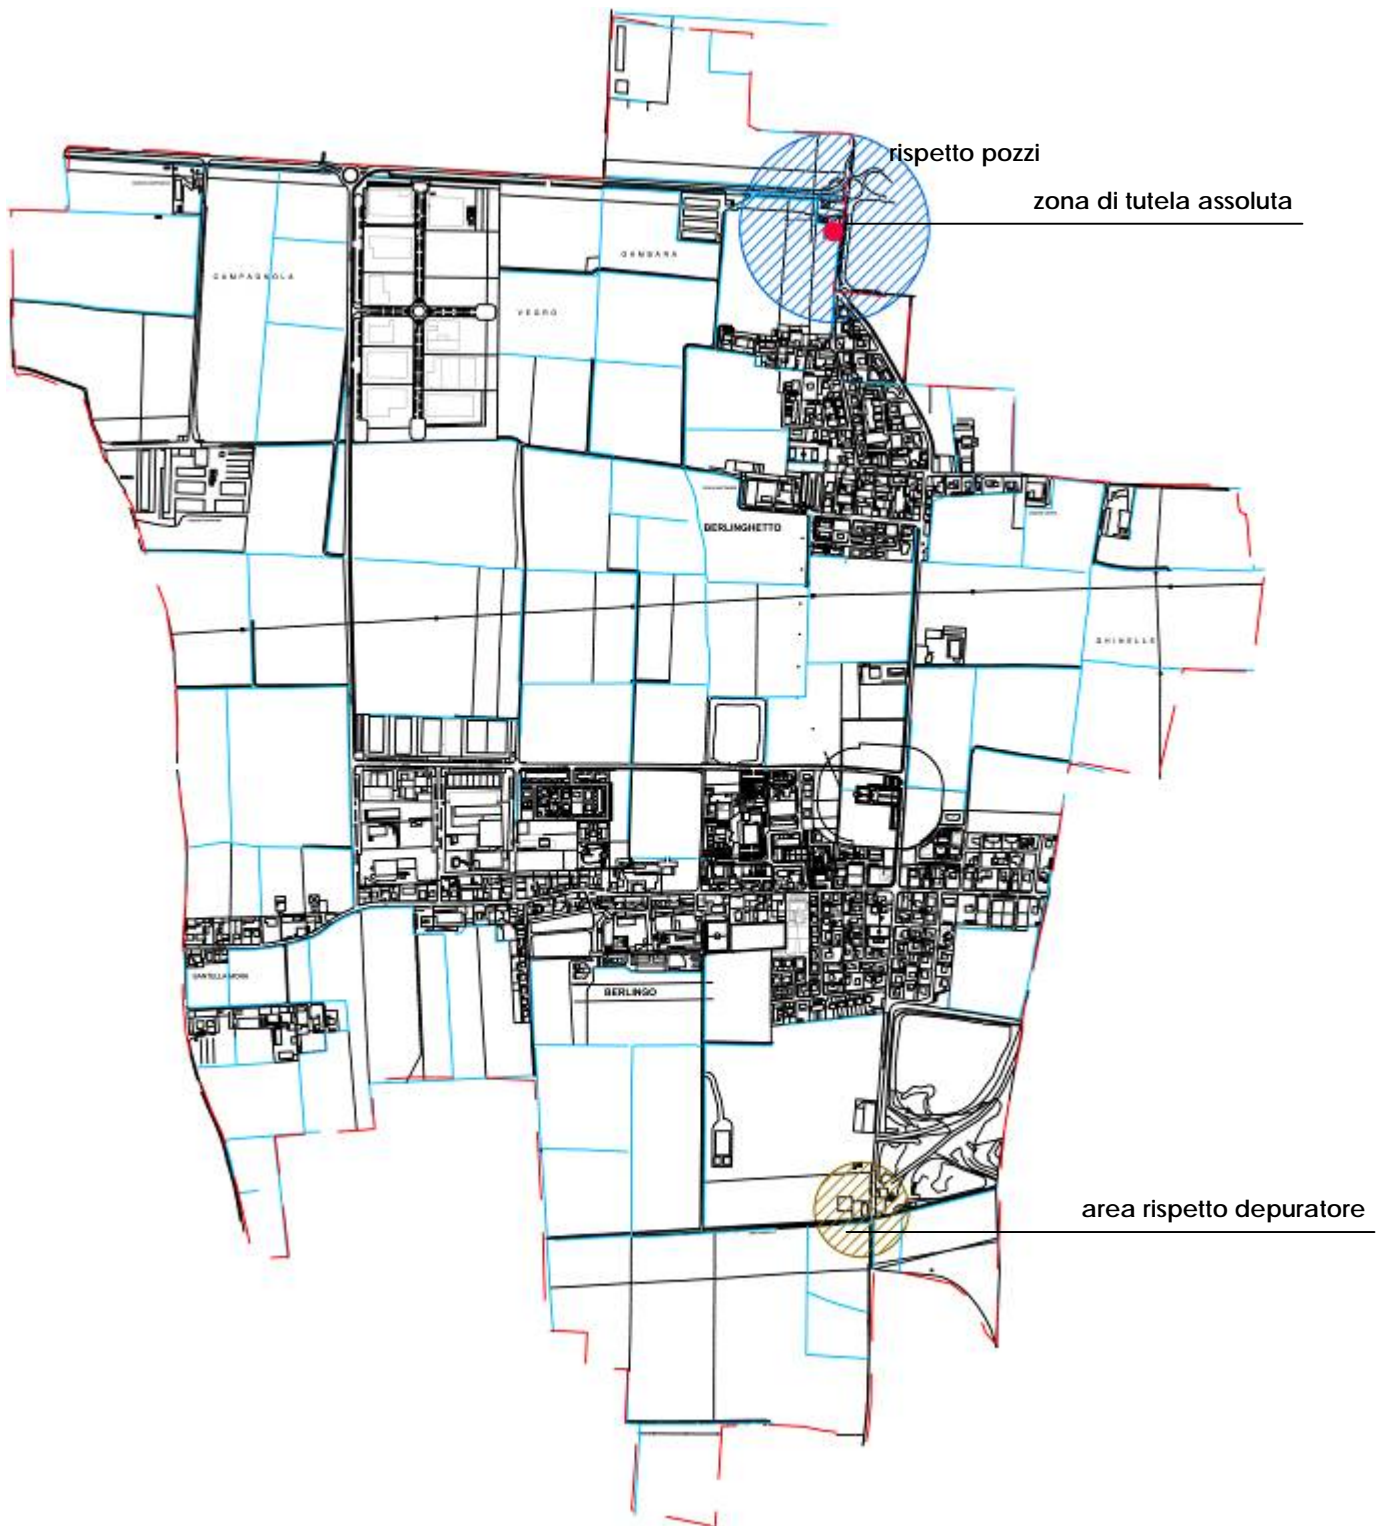 rispetto pozzi
zona di tutela assoluta
GAMBARA
CAMPAGNOLA
VEGRO
BERLINGHETTO
GHINELLE
BERLINGO
area rispetto depuratore